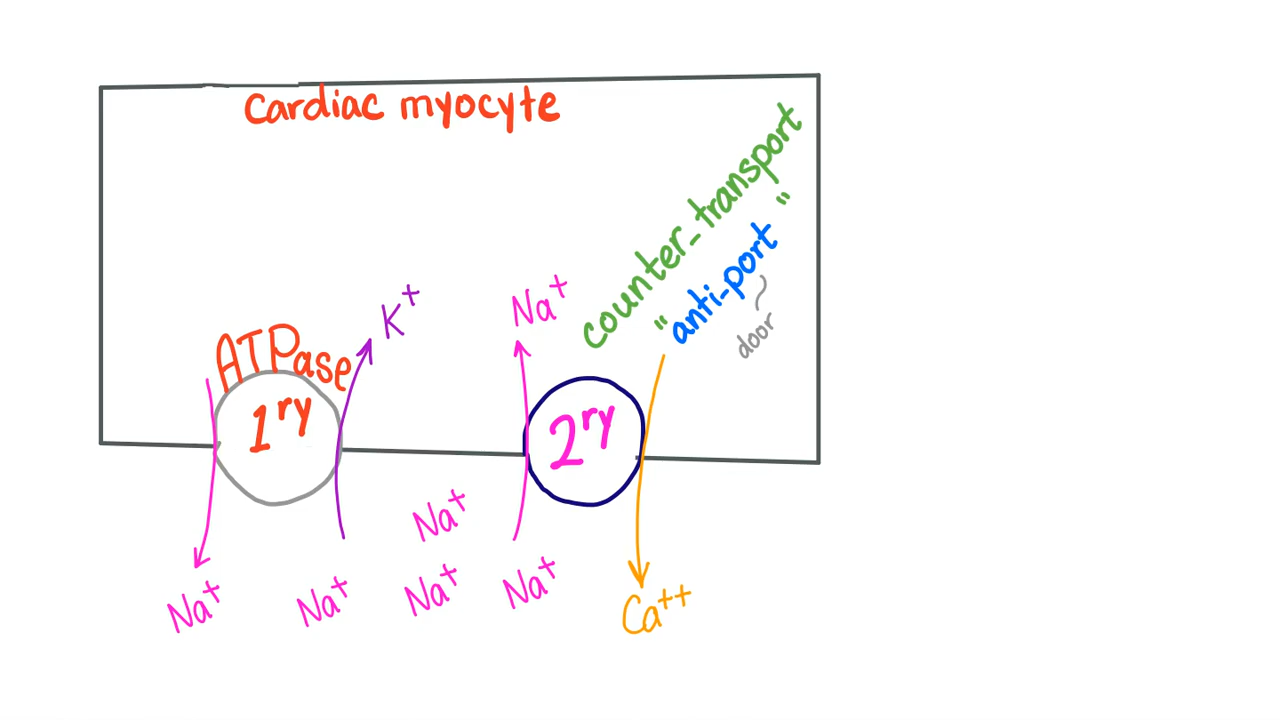 Cardiac myocyte
counter-transport
"anti-port"
door
Na⁺
K⁺
ATPase
1ry
2ry
Na⁺
Na⁺
Na⁺
Na⁺
Na⁺
Ca⁺⁺